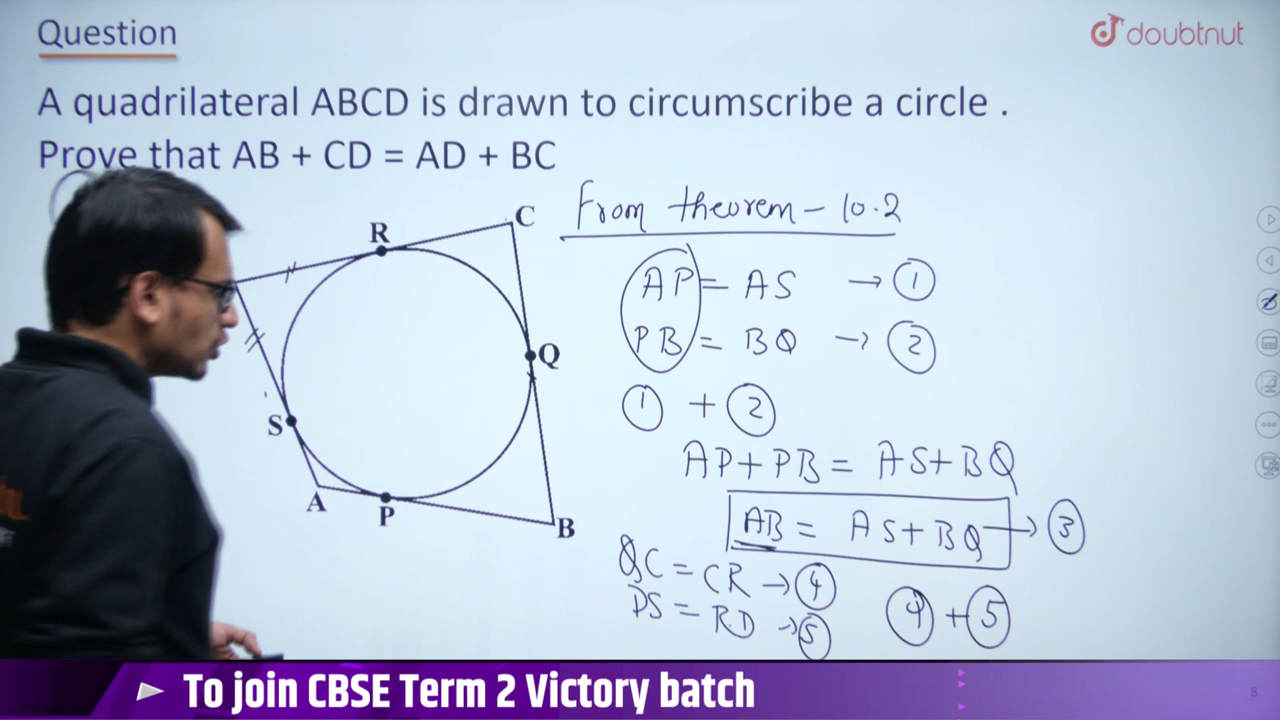 Question
doubtnut
A quadrilateral ABCD is drawn to circumscribe a circle .
Prove that AB + CD = AD + BC
From theorem - 10.2
R
C
Q
S
A
P
B
AP = AS → 1
PB = BQ → 2
1 + 2
AP + PB = AS + BQ
AB = AS + BQ → 3
QC = CR → 4
DS = RD → 5
4 + 5
To join CBSE Term 2 Victory batch
8